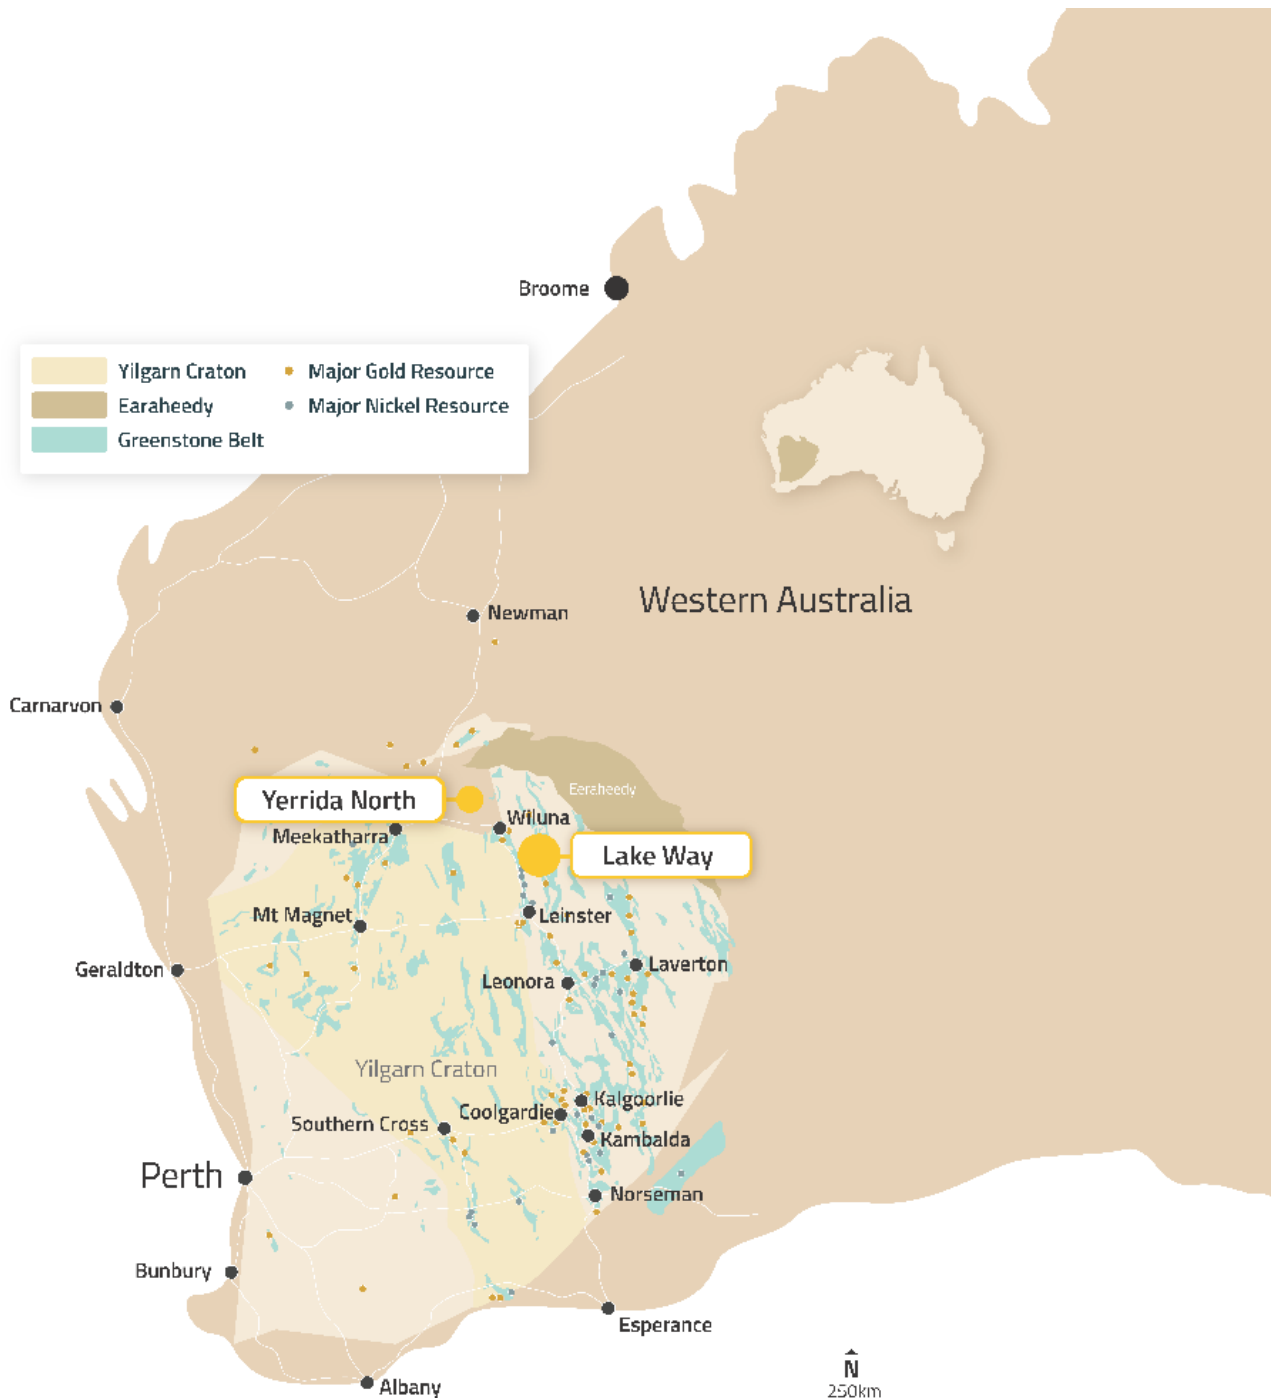 Broome
Yilgarn Craton
Major Gold Resource
Earaheedy
Major Nickel Resource
Greenstone Belt
Western Australia
Newman
Carnarvon
Eeraheedy
Yerrida North
Wiluna
Meekatharra
Lake Way
Mt Magnet
Leinster
Geraldton
Laverton
Leonora
Yilgarn Craton
Kalgoorlie
Coolgardie
Southern Cross
Kambalda
Perth
Norseman
Bunbury
Esperance
N
Albany
250km